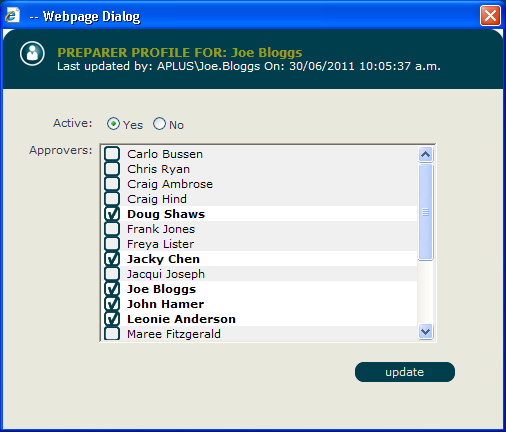 -- Webpage Dialog
PREPARER PROFILE FOR: Joe Bloggs
Last updated by: APLUS\Joe.Bloggs On: 30/06/2011 10:05:37 a.m.
Active: Yes No
Approvers:
Carlo Bussen
Chris Ryan
Craig Ambrose
Craig Hind
Doug Shaws
Frank Jones
Freya Lister
Jacky Chen
Jacqui Joseph
Joe Bloggs
John Hamer
Leonie Anderson
Maree Fitzgerald
update